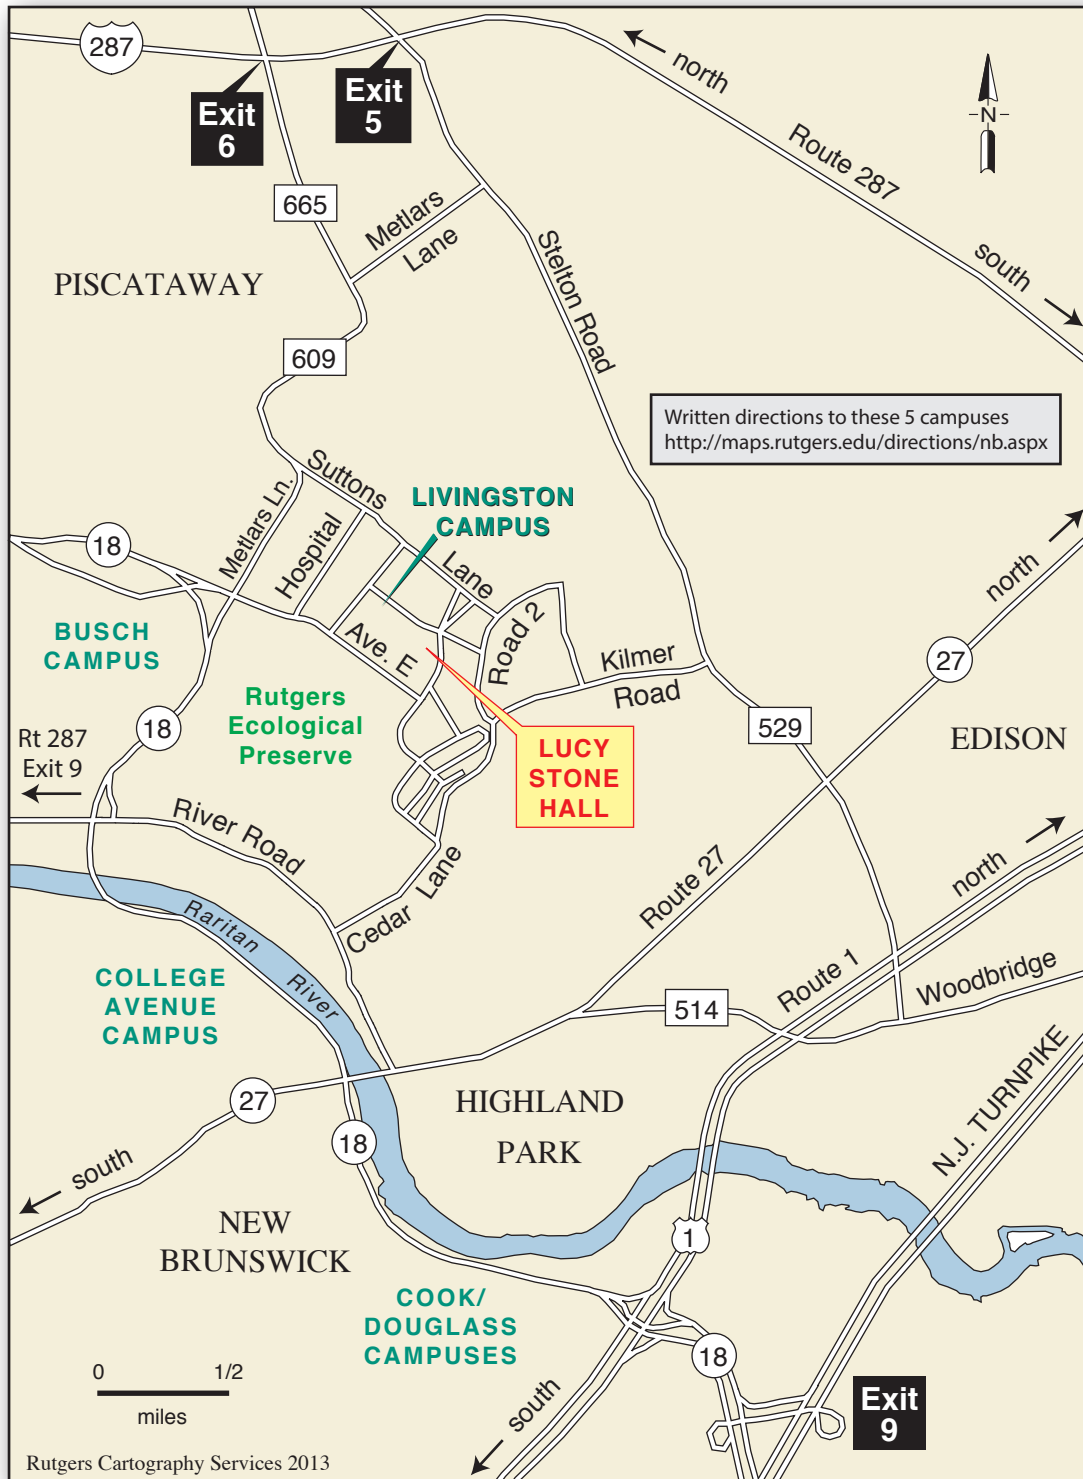 287
Exit
6
Exit
5
north
N
Route 287
south
665
Metlars
Lane
Stelton Road
PISCATAWAY
609
Written directions to these 5 campuses
http://maps.rutgers.edu/directions/nb.aspx
Suttons
Lane
LIVINGSTON
CAMPUS
Metlars Ln.
Hospital
18
north
BUSCH
CAMPUS
Ave. E
Road 2
Kilmer
Road
27
Rutgers
Ecological
Preserve
18
529
EDISON
Rt 287
Exit 9
LUCY
STONE
HALL
River Road
north
Route 27
Cedar Lane
Raritan
River
COLLEGE
AVENUE
CAMPUS
Route 1
Woodbridge
514
27
HIGHLAND
PARK
N.J. TURNPIKE
18
south
NEW
BRUNSWICK
1
COOK/
DOUGLASS
CAMPUSES
18
0 1/2
miles
south
Exit
9
Rutgers Cartography Services 2013